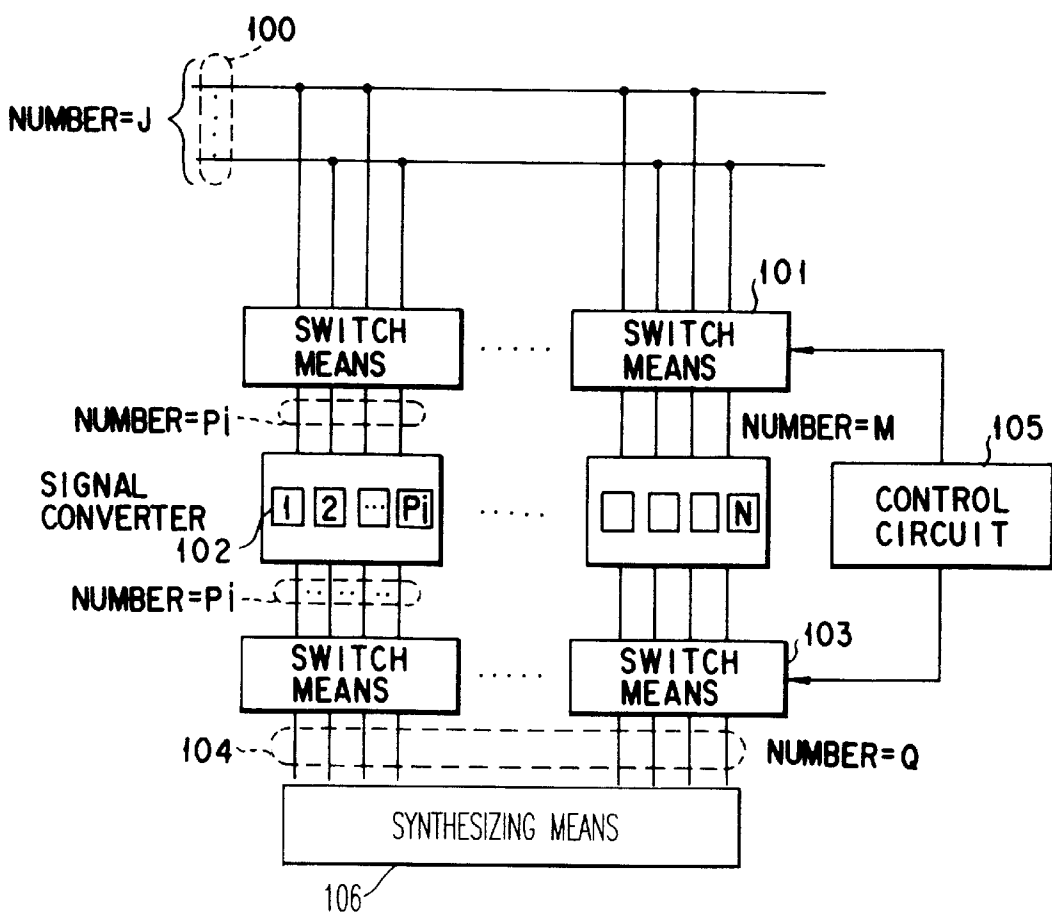 100
NUMBER=J
101
SWITCH MEANS
.....
SWITCH MEANS
NUMBER=Pi
NUMBER=M
105
SIGNAL CONVERTER
1 2 ... Pi
.....
N
CONTROL CIRCUIT
102
NUMBER=Pi
103
SWITCH MEANS
.....
SWITCH MEANS
104
NUMBER=Q
SYNTHESIZING MEANS
106